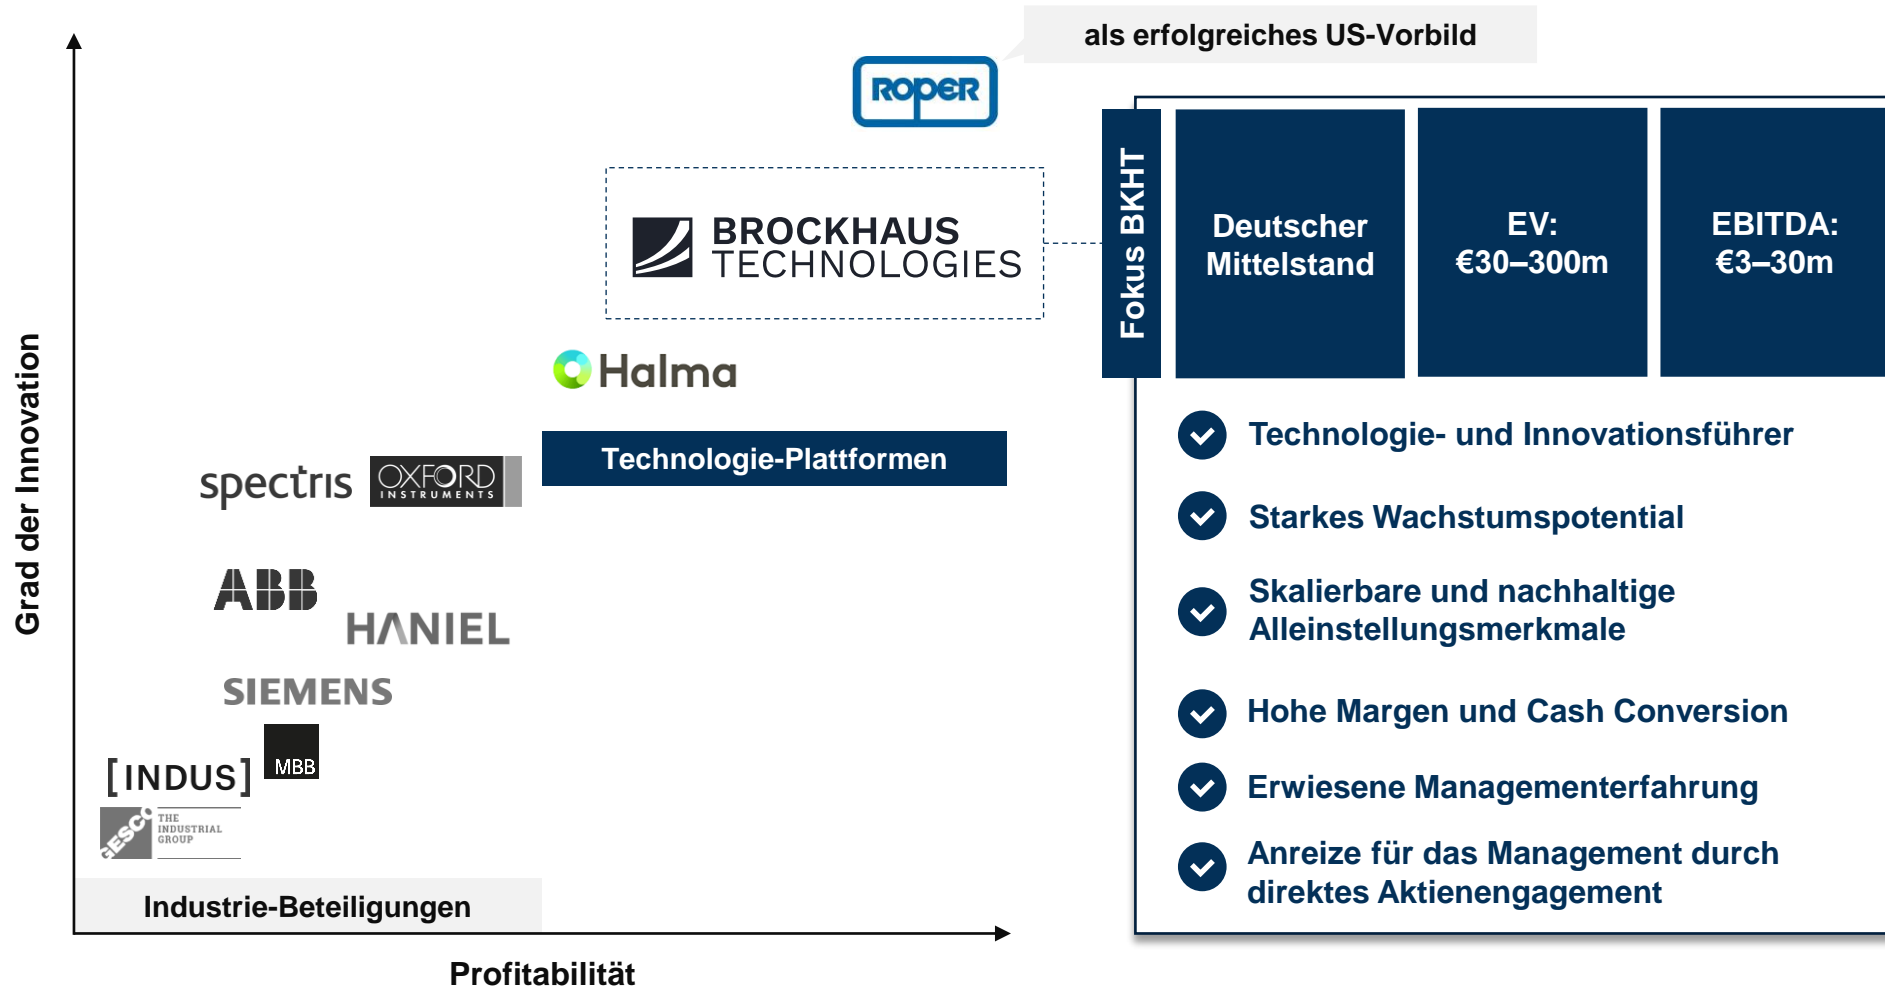 als erfolgreiches US-Vorbild
ROPER
BROCKHAUS
TECHNOLOGIES
Halma
Technologie-Plattformen
spectris
OXFORD
INSTRUMENTS
ABB
HANIEL
SIEMENS
MBB
[INDUS]
GESCO
THE
INDUSTRIAL
GROUP
Industrie-Beteiligungen
Grad der Innovation
Profitabilität
Fokus BKHT
Deutscher
Mittelstand
EV:
€30–300m
EBITDA:
€3–30m
Technologie- und Innovationsführer
Starkes Wachstumspotential
Skalierbare und nachhaltige
Alleinstellungsmerkmale
Hohe Margen und Cash Conversion
Erwiesene Managementerfahrung
Anreize für das Management durch
direktes Aktienengagement